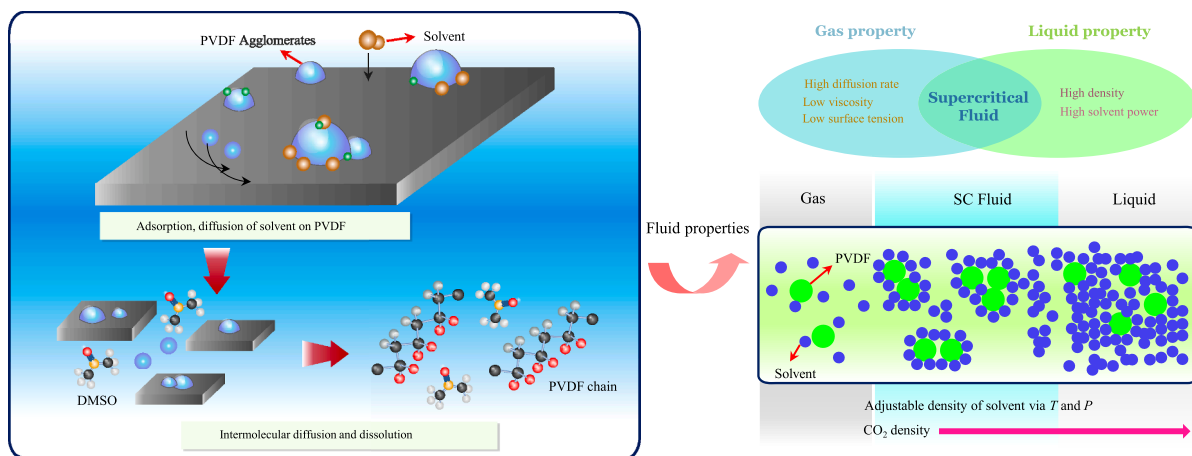 PVDF Agglomerates
Solvent
Adsorption, diffusion of solvent on PVDF
DMSO
PVDF chain
Intermolecular diffusion and dissolution
Fluid properties
Gas property
Liquid property
High diffusion rate
Low viscosity
Low surface tension
Supercritical
Fluid
High density
High solvent power
Gas
SC Fluid
Liquid
PVDF
Solvent
Adjustable density of solvent via T and P
CO₂ density